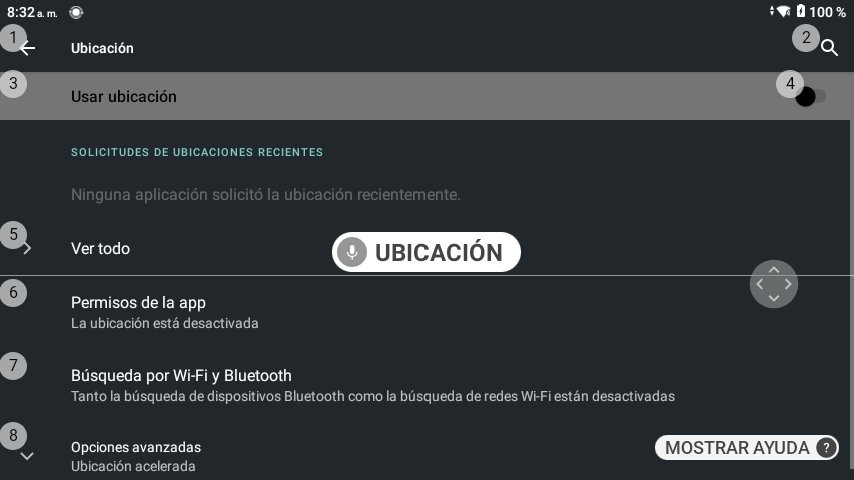 8:32 a. m.
100 %
1
Ubicación
2
3
Usar ubicación
4
SOLICITUDES DE UBICACIONES RECIENTES
Ninguna aplicación solicitó la ubicación recientemente.
5
Ver todo
UBICACIÓN
6
Permisos de la app
La ubicación está desactivada
7
Búsqueda por Wi-Fi y Bluetooth
Tanto la búsqueda de dispositivos Bluetooth como la búsqueda de redes Wi-Fi están desactivadas
8
Opciones avanzadas
Ubicación acelerada
MOSTRAR AYUDA ?